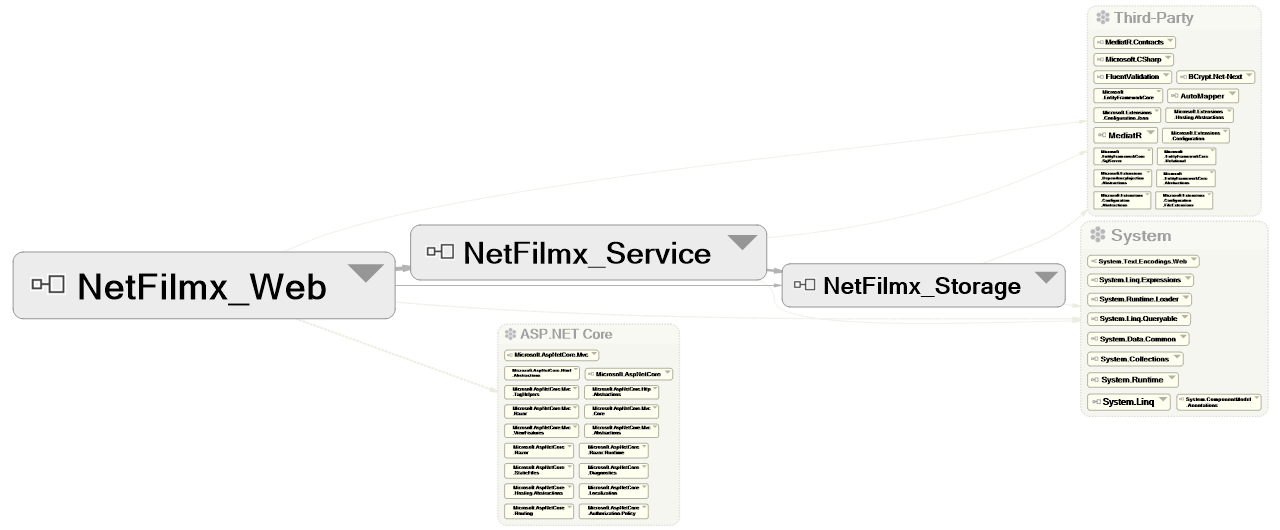 Third-Party
MediatR.Contracts
Microsoft.CSharp
FluentValidation
BCrypt.Net-Next
Microsoft
.EntityFrameworkCore
AutoMapper
Microsoft.Extensions
.Configuration.Json
Microsoft.Extensions
.Hosting.Abstractions
MediatR
Microsoft.Extensions
.Configuration
Microsoft
.EntityFrameworkCore
.SqlServer
Microsoft
.EntityFrameworkCore
.Relational
Microsoft.Extensions
.DependencyInjection
.Abstractions
Microsoft
.EntityFrameworkCore
.Abstractions
Microsoft.Extensions
.Configuration
.Abstractions
Microsoft.Extensions
.Configuration
.FileExtensions
NetFilmx_Web
NetFilmx_Service
NetFilmx_Storage
System
System.Text.Encodings.Web
System.Linq.Expressions
System.Runtime.Loader
System.Linq.Queryable
System.Data.Common
System.Collections
System.Runtime
System.Linq
System.ComponentModel
.Annotations
ASP.NET Core
Microsoft.AspNetCore.Mvc
Microsoft.AspNetCore.Html
.Abstractions
Microsoft.AspNetCore
Microsoft.AspNetCore.Mvc
.TagHelpers
Microsoft.AspNetCore.Http
.Abstractions
Microsoft.AspNetCore.Mvc
.Razor
Microsoft.AspNetCore.Mvc
.Core
Microsoft.AspNetCore.Mvc
.ViewFeatures
Microsoft.AspNetCore.Mvc
.Abstractions
Microsoft.AspNetCore
.Razor
Microsoft.AspNetCore
.Razor.Runtime
Microsoft.AspNetCore
.StaticFiles
Microsoft.AspNetCore
.Diagnostics
Microsoft.AspNetCore
.Hosting.Abstractions
Microsoft.AspNetCore
.Localization
Microsoft.AspNetCore
.Routing
Microsoft.AspNetCore
.Authorization.Policy